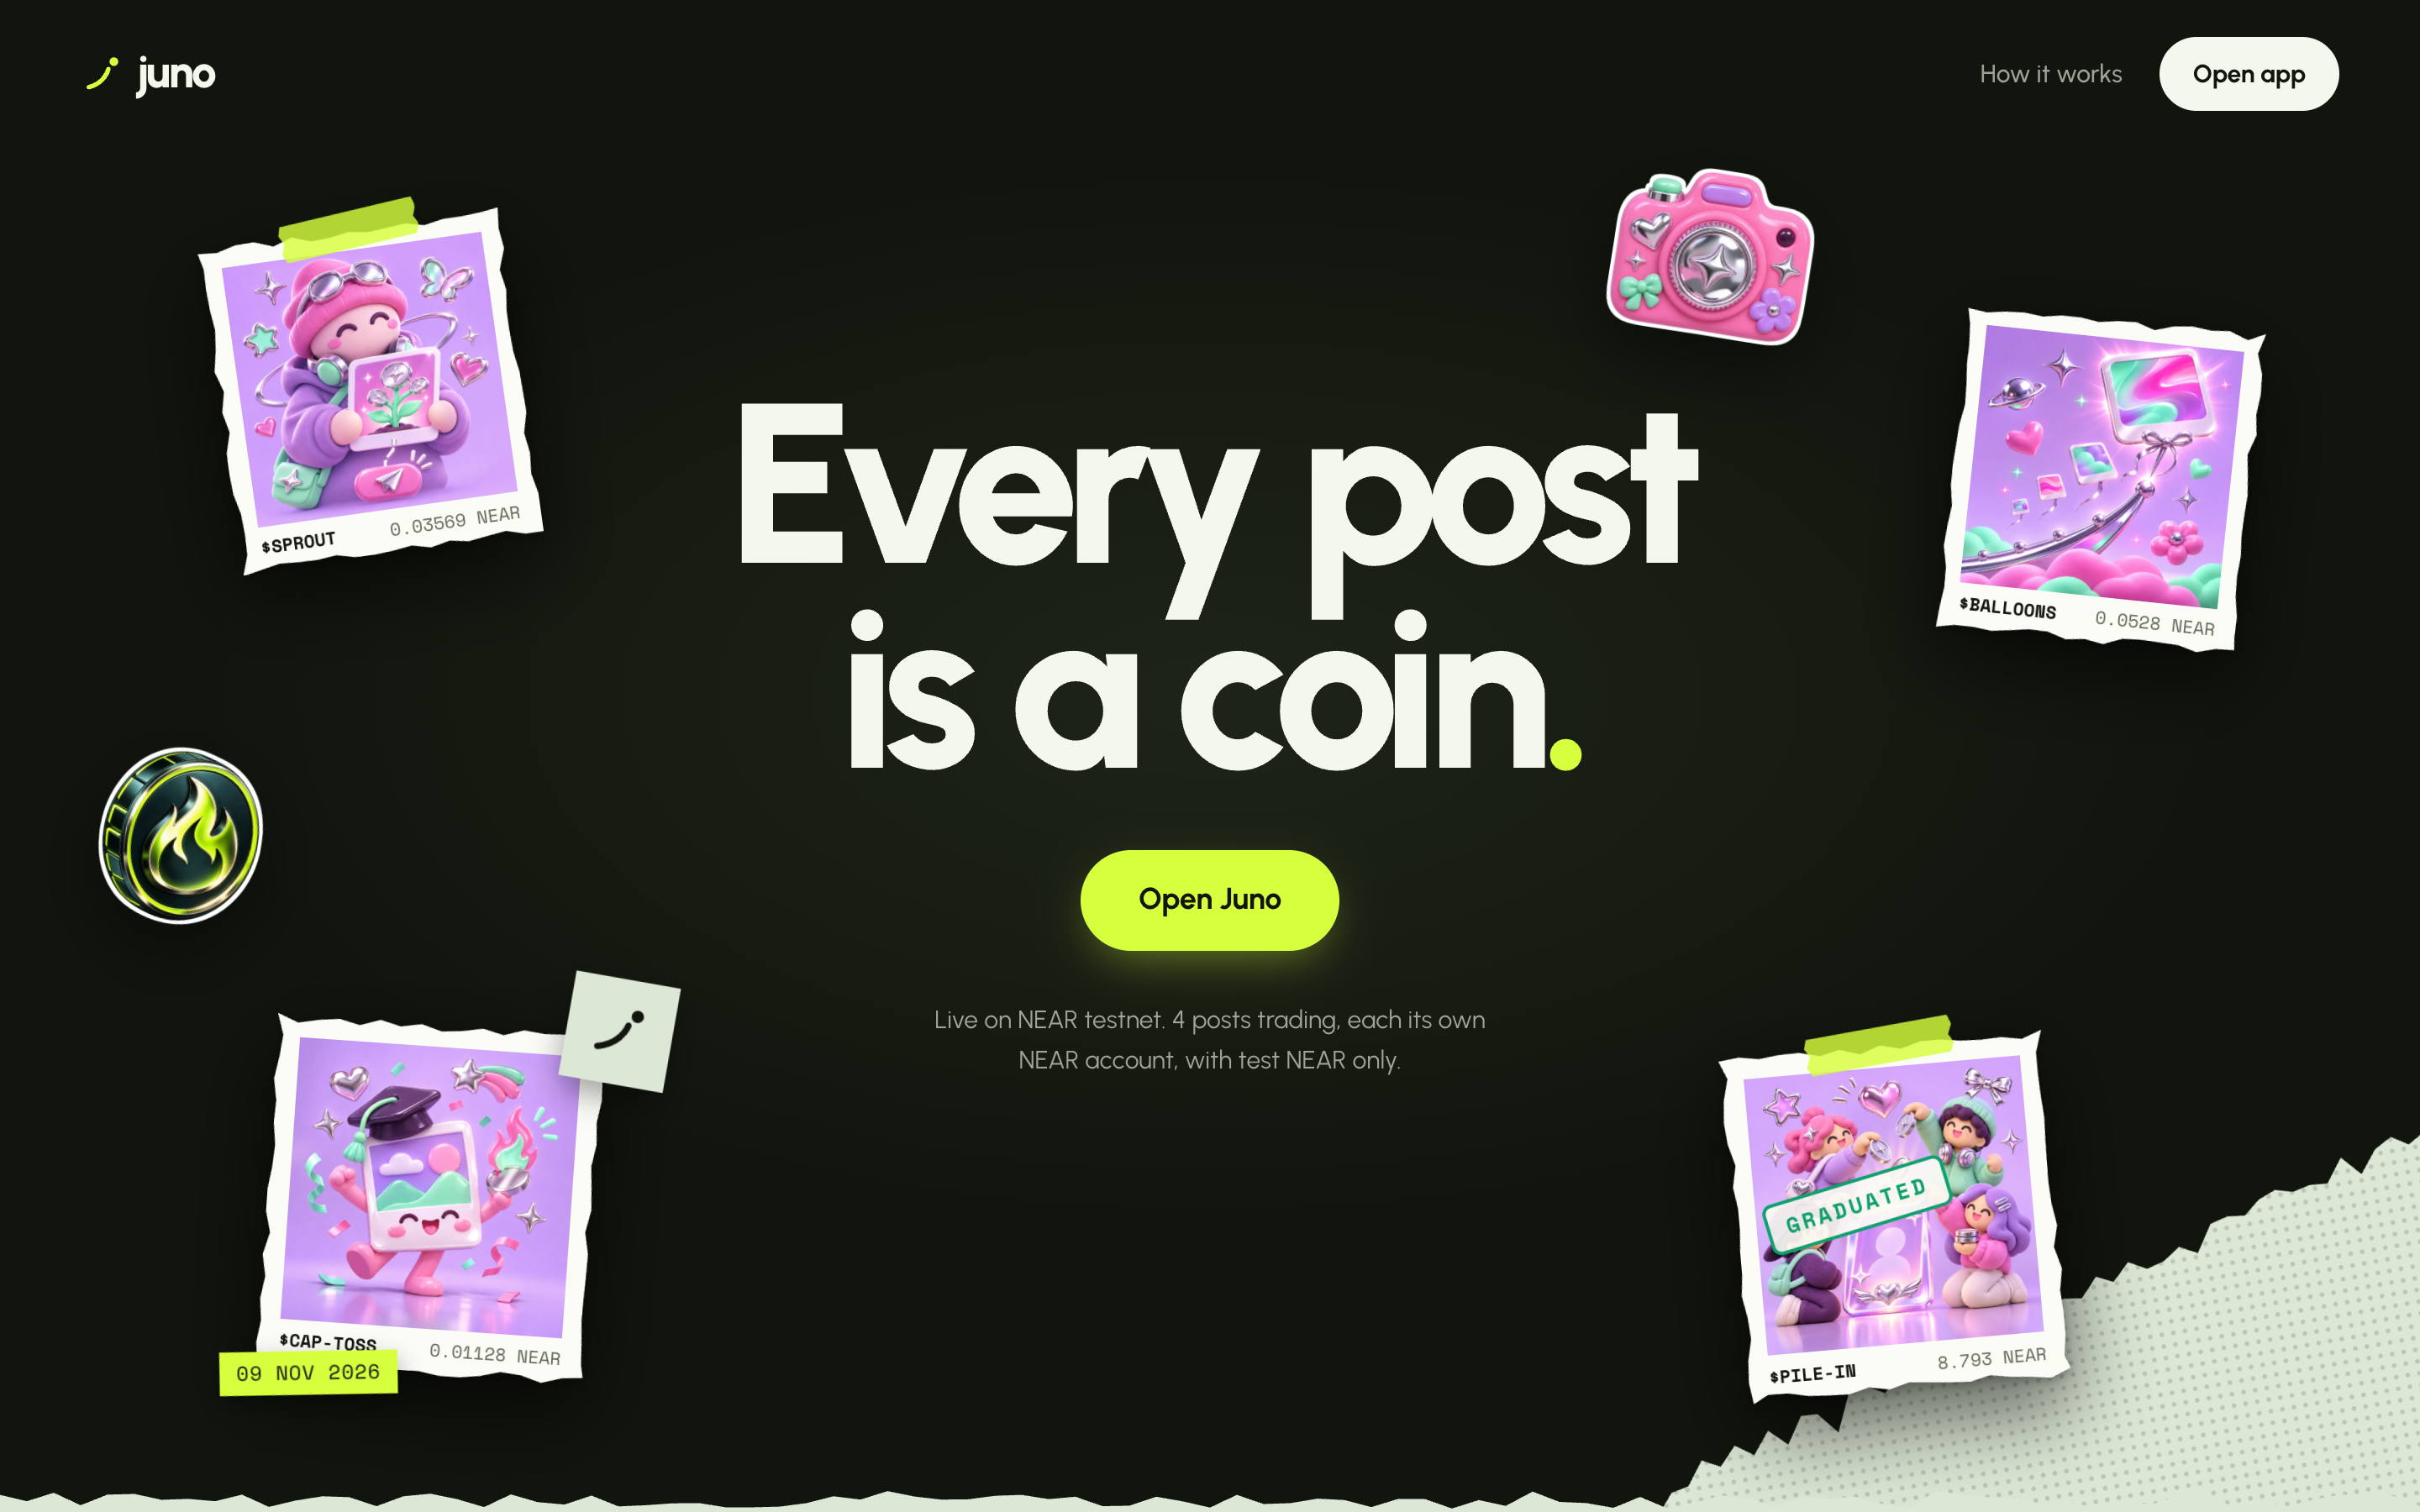 juno
How it works
Open app
$SPROUT
0.03569 NEAR
$BALLOONS
0.0528 NEAR
Every post
is a coin.
Open Juno
Live on NEAR testnet. 4 posts trading, each its own
NEAR account, with test NEAR only.
$CAP-TOSS
0.01128 NEAR
09 NOV 2026
GRADUATED
$PILE-IN
8.793 NEAR